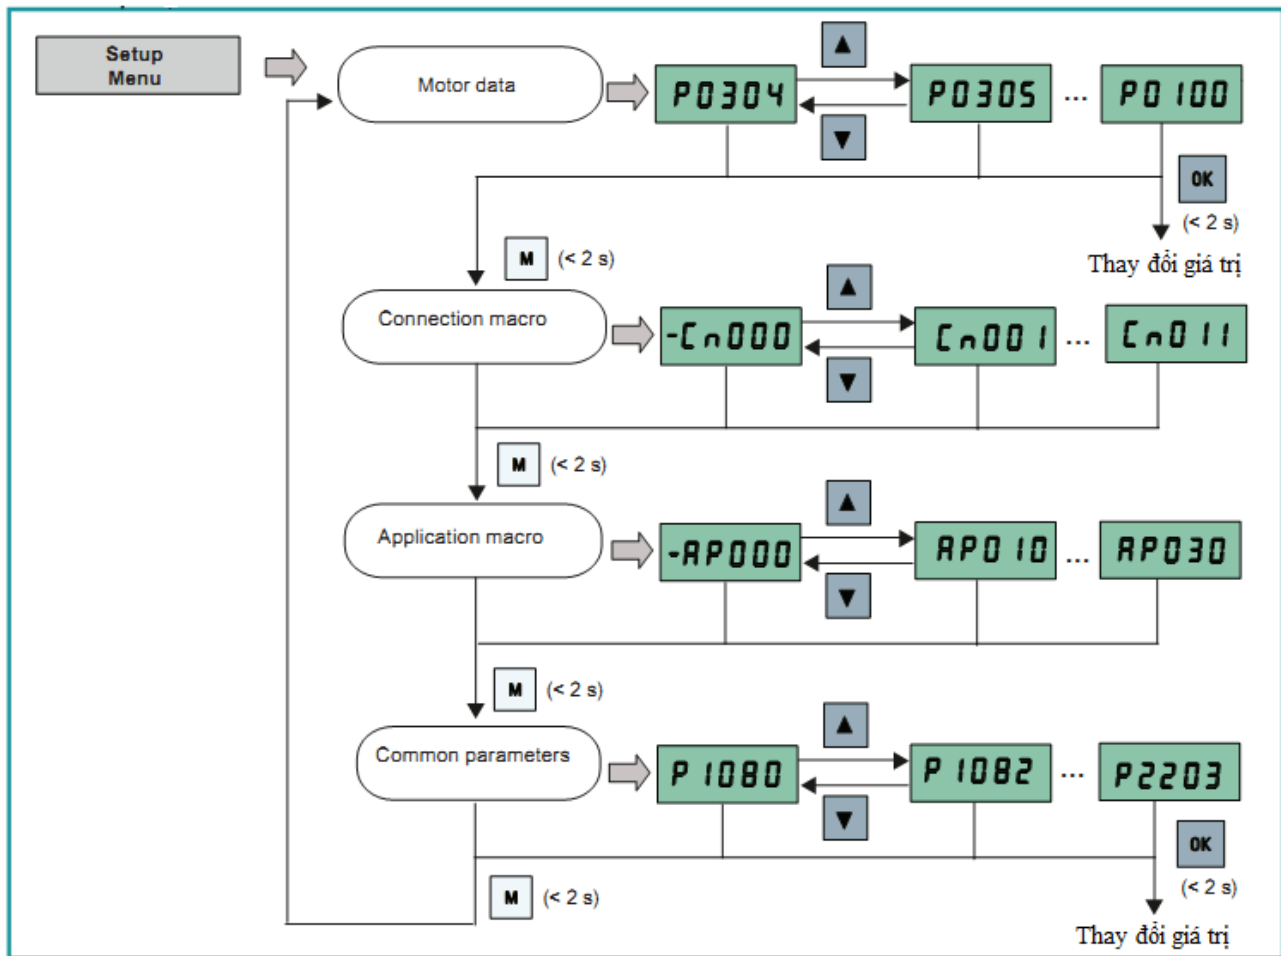 Setup
Menu
Motor data
P0304
P0305
...
P0100
OK
(< 2 s)
Thay đổi giá trị
M (< 2 s)
Connection macro
-Cn000
Cn001
...
Cn011
M (< 2 s)
Application macro
-AP000
AP010
...
AP030
M (< 2 s)
Common parameters
P1080
P1082
...
P2203
OK
(< 2 s)
M (< 2 s)
Thay đổi giá trị